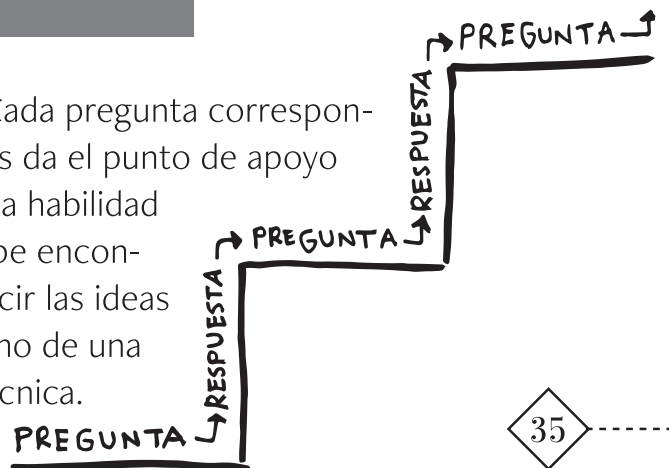 ada pregunta correspon-
s da el punto de apoyo
a habilidad
be encon-
cir las ideas
no de una
cnica.
PREGUNTA
RESPUESTA
PREGUNTA
RESPUESTA
PREGUNTA
35